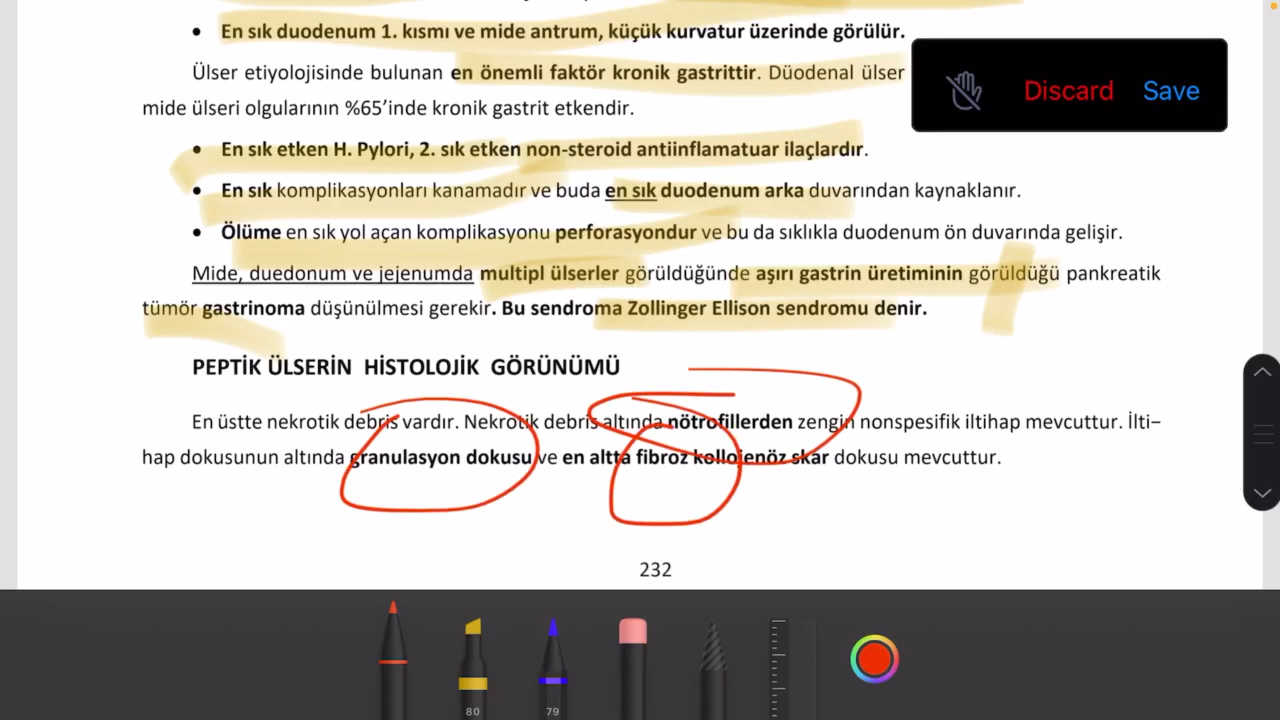 En sık duodenum 1. kısmı ve mide antrum, küçük kurvatur üzerinde görülür.
Ülser etiyolojisinde bulunan en önemli faktör kronik gastrittir. Düodenal ülser
mide ülseri olgularının %65'inde kronik gastrit etkendir.
Discard Save
En sık etken H. Pylori, 2. sık etken non-steroid antiinflamatuar ilaçlardır.
En sık komplikasyonları kanamadır ve buda en sık duodenum arka duvarından kaynaklanır.
Ölüme en sık yol açan komplikasyonu perforasyondur ve bu da sıklıkla duodenum ön duvarında gelişir.
Mide, duedonum ve jejenumda multipl ülserler görüldüğünde aşırı gastrin üretiminin görüldüğü pankreatik
tümör gastrinoma düşünülmesi gerekir. Bu sendroma Zollinger Ellison sendromu denir.
PEPTİK ÜLSERİN HİSTOLOJİK GÖRÜNÜMÜ
En üstte nekrotik debris vardır. Nekrotik debris altında nötrofillerden zengin nonspesifik iltihap mevcuttur. İlti–
hap dokusunun altında granulasyon dokusu ve en altta fibroz kollojenöz skar dokusu mevcuttur.
232
80 79